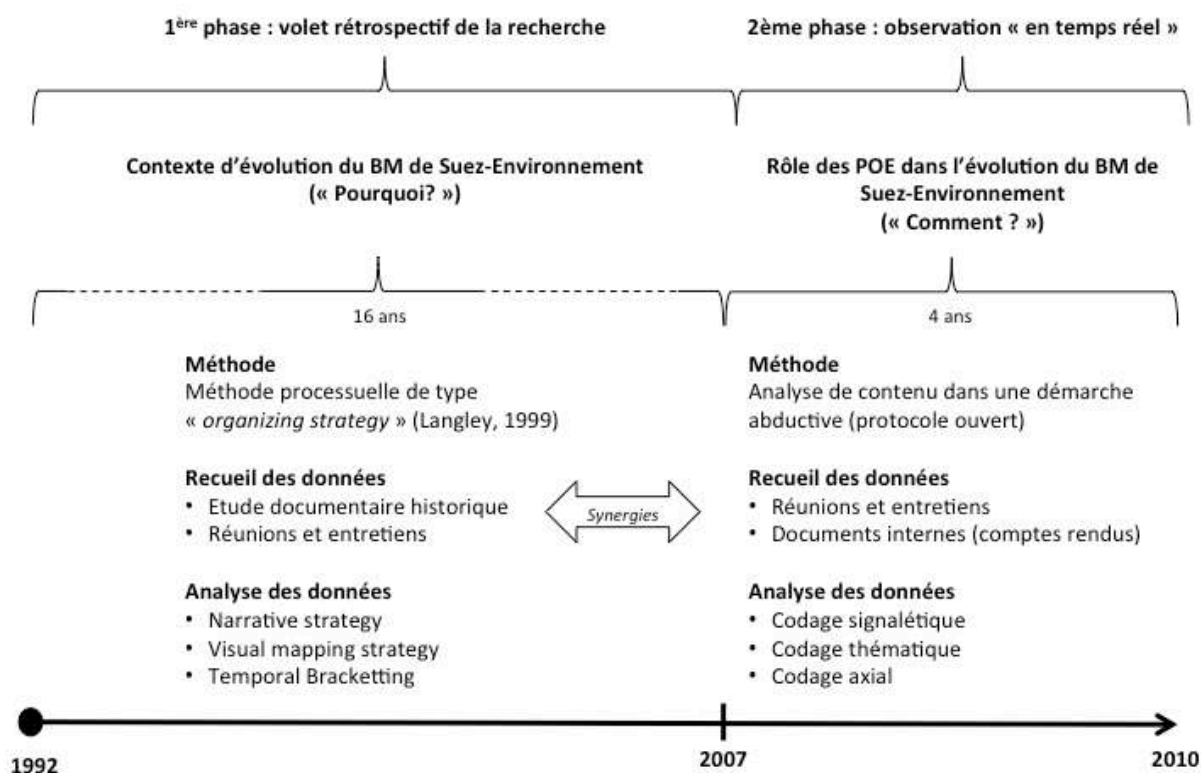 1ère phase : volet rétrospectif de la recherche
2ème phase : observation « en temps réel »
Contexte d'évolution du BM de Suez-Environnement
(« Pourquoi? »)
Rôle des POE dans l'évolution du BM de
Suez-Environnement
(« Comment ? »)
16 ans
4 ans
Méthode
Méthode processuelle de type
« organizing strategy » (Langley, 1999)
Recueil des données
• Etude documentaire historique
• Réunions et entretiens
Analyse des données
• Narrative strategy
• Visual mapping strategy
• Temporal Bracketting
Synergies
Méthode
Analyse de contenu dans une démarche
abductive (protocole ouvert)
Recueil des données
• Réunions et entretiens
• Documents internes (comptes rendus)
Analyse des données
• Codage signalétique
• Codage thématique
• Codage axial
1992
2007
2010